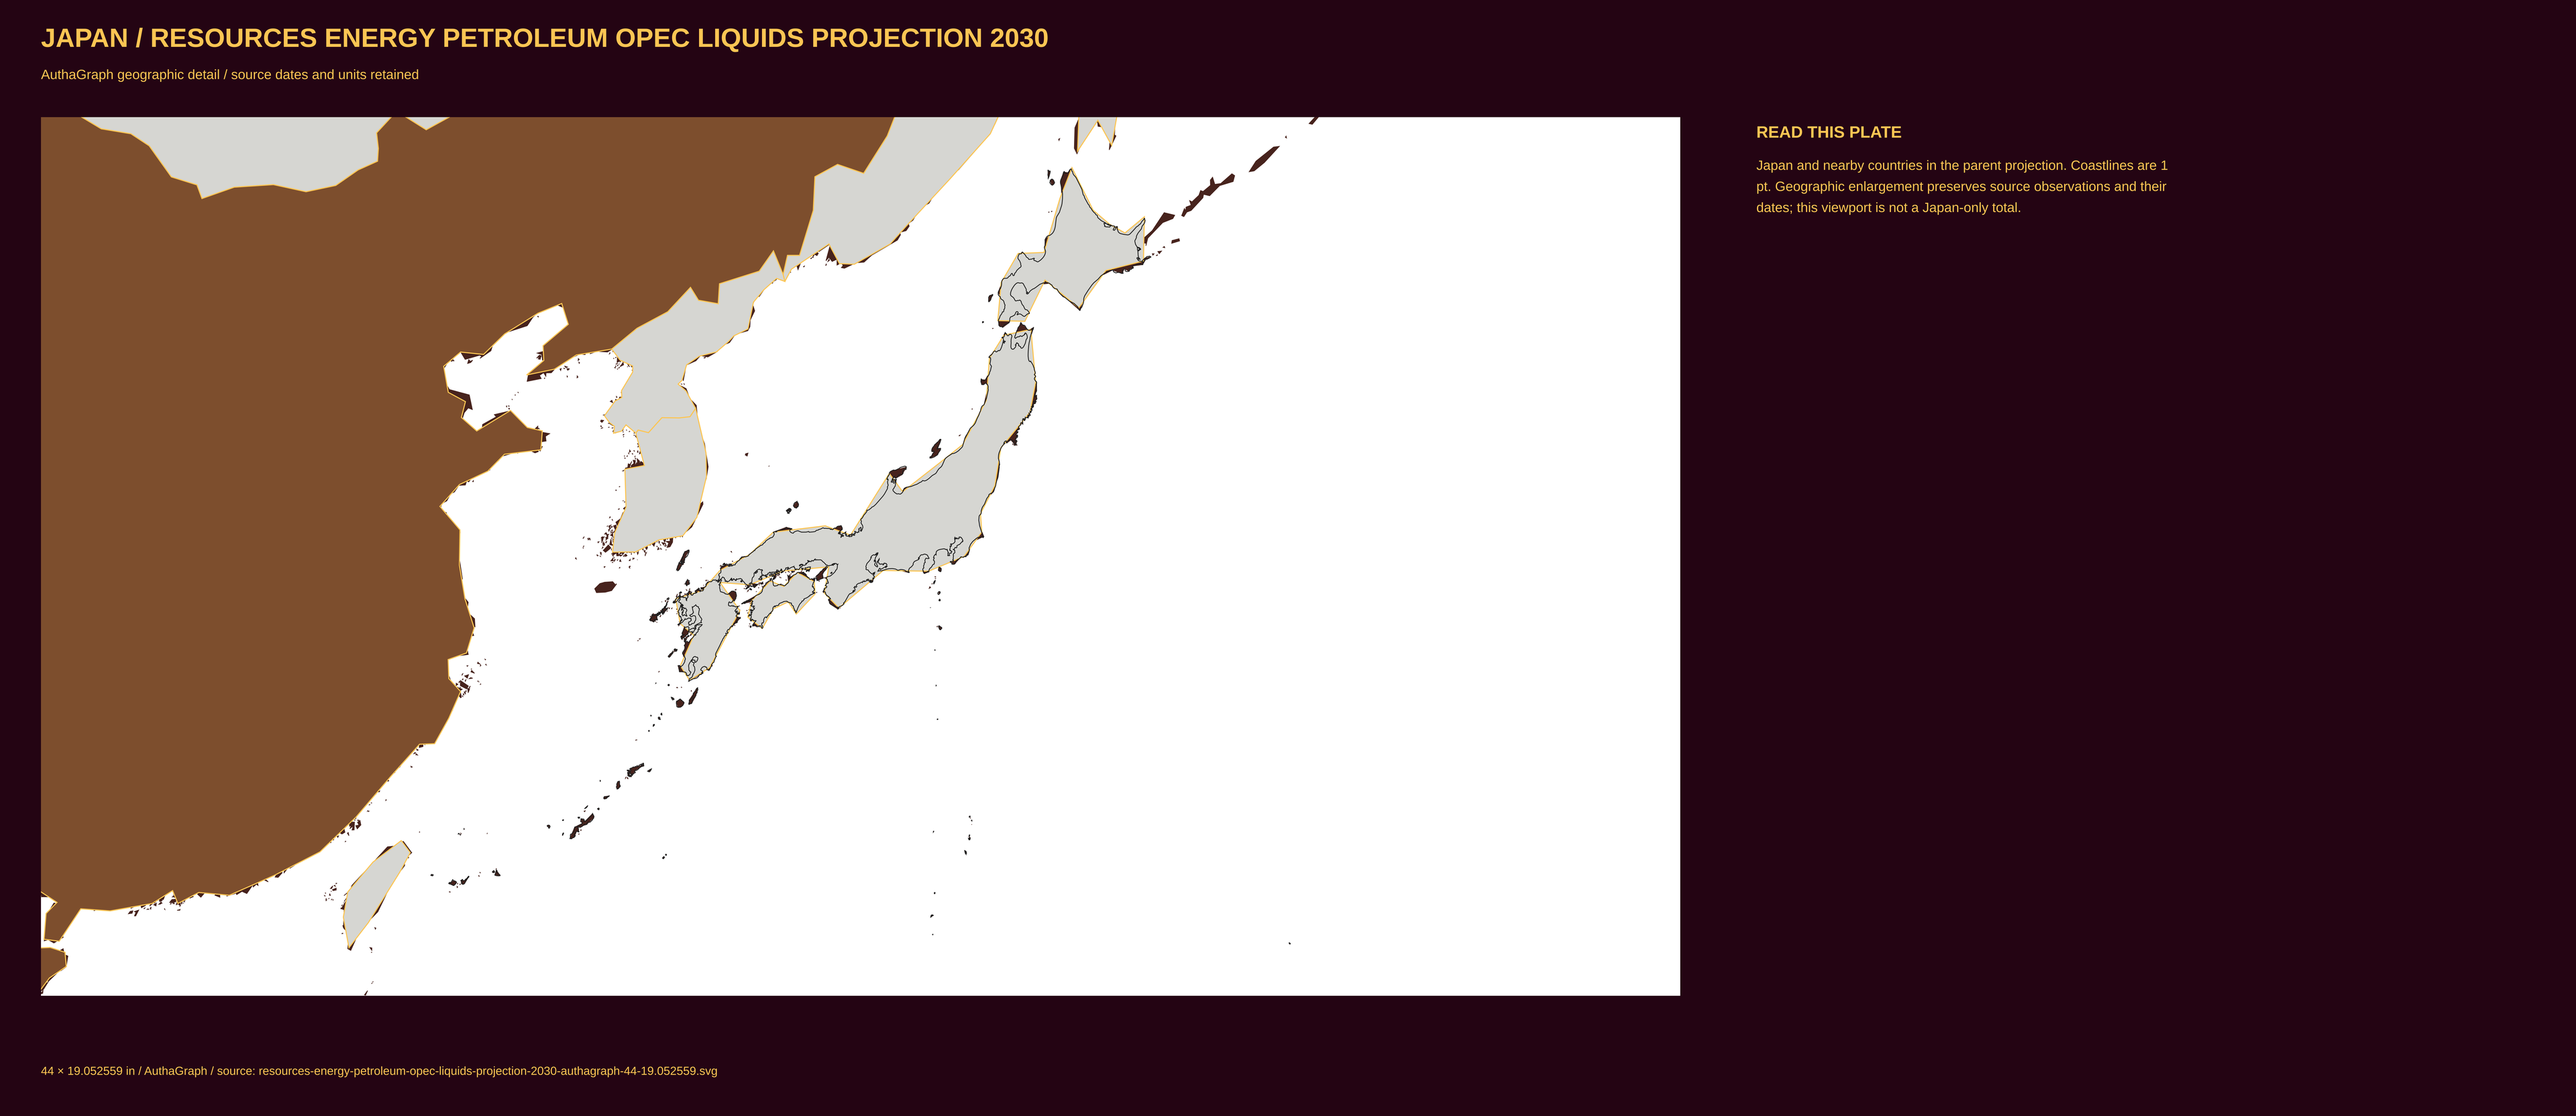 JAPAN / RESOURCES ENERGY PETROLEUM OPEC LIQUIDS PROJECTION 2030
AuthaGraph geographic detail / source dates and units retained
READ THIS PLATE
Japan and nearby countries in the parent projection. Coastlines are 1
pt. Geographic enlargement preserves source observations and their
dates; this viewport is not a Japan-only total.
44 × 19.052559 in / AuthaGraph / source: resources-energy-petroleum-opec-liquids-projection-2030-authagraph-44-19.052559.svg